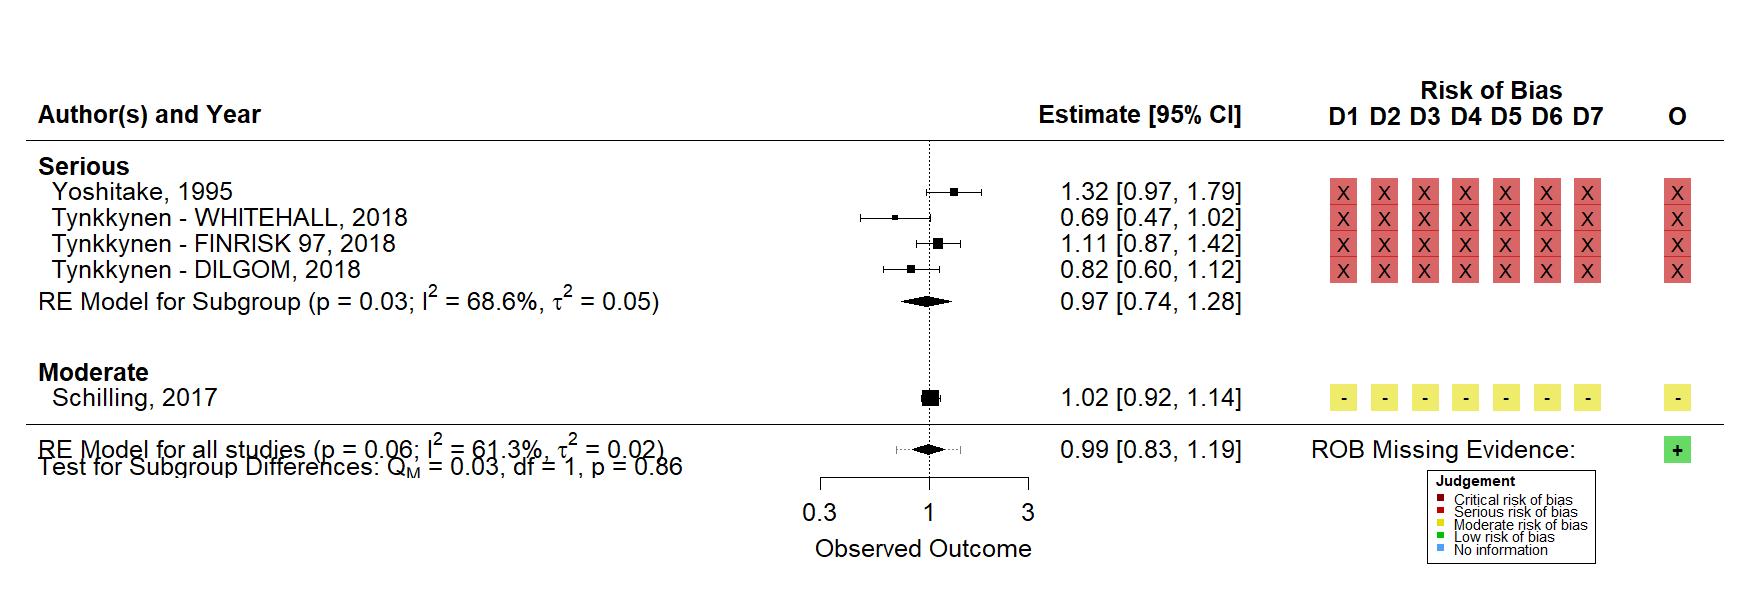 Risk of Bias
Author(s) and Year Estimate [95% CI] D1 D2 D3 D4 D5 D6 D7 O
Serious
Yoshitake, 1995 1.32 [0.97, 1.79] X X X X X X X X
Tynkkynen - WHITEHALL, 2018 0.69 [0.47, 1.02] X X X X X X X X
Tynkkynen - FINRISK 97, 2018 1.11 [0.87, 1.42] X X X X X X X X
Tynkkynen - DILGOM, 2018 0.82 [0.60, 1.12] X X X X X X X X
RE Model for Subgroup (p = 0.03; I² = 68.6%, τ² = 0.05) 0.97 [0.74, 1.28]
Moderate
Schilling, 2017 1.02 [0.92, 1.14] - - - - - - - -
RE Model for all studies (p = 0.06; I² = 61.3%, τ² = 0.02) 0.99 [0.83, 1.19] ROB Missing Evidence: +
Test for Subgroup Differences: Q_M = 0.03, df = 1, p = 0.86
0.3 1 3
Observed Outcome
Judgement
Critical risk of bias
Serious risk of bias
Moderate risk of bias
Low risk of bias
No information